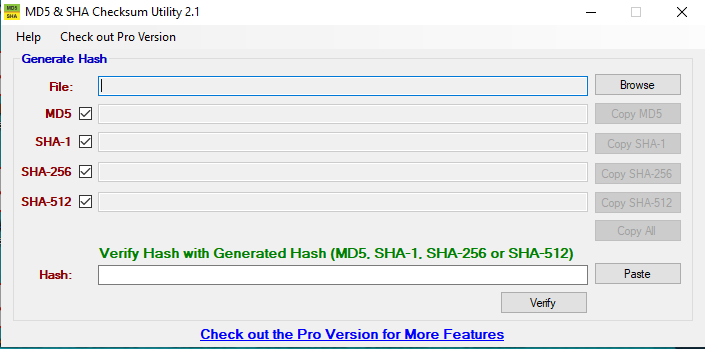 MD5 SHA MD5 & SHA Checksum Utility 2.1
Help Check out Pro Version
Generate Hash
File: Browse
MD5 Copy MD5
SHA-1 Copy SHA-1
SHA-256 Copy SHA-256
SHA-512 Copy SHA-512
Copy All
Verify Hash with Generated Hash (MD5, SHA-1, SHA-256 or SHA-512)
Hash: Paste
Verify
Check out the Pro Version for More Features